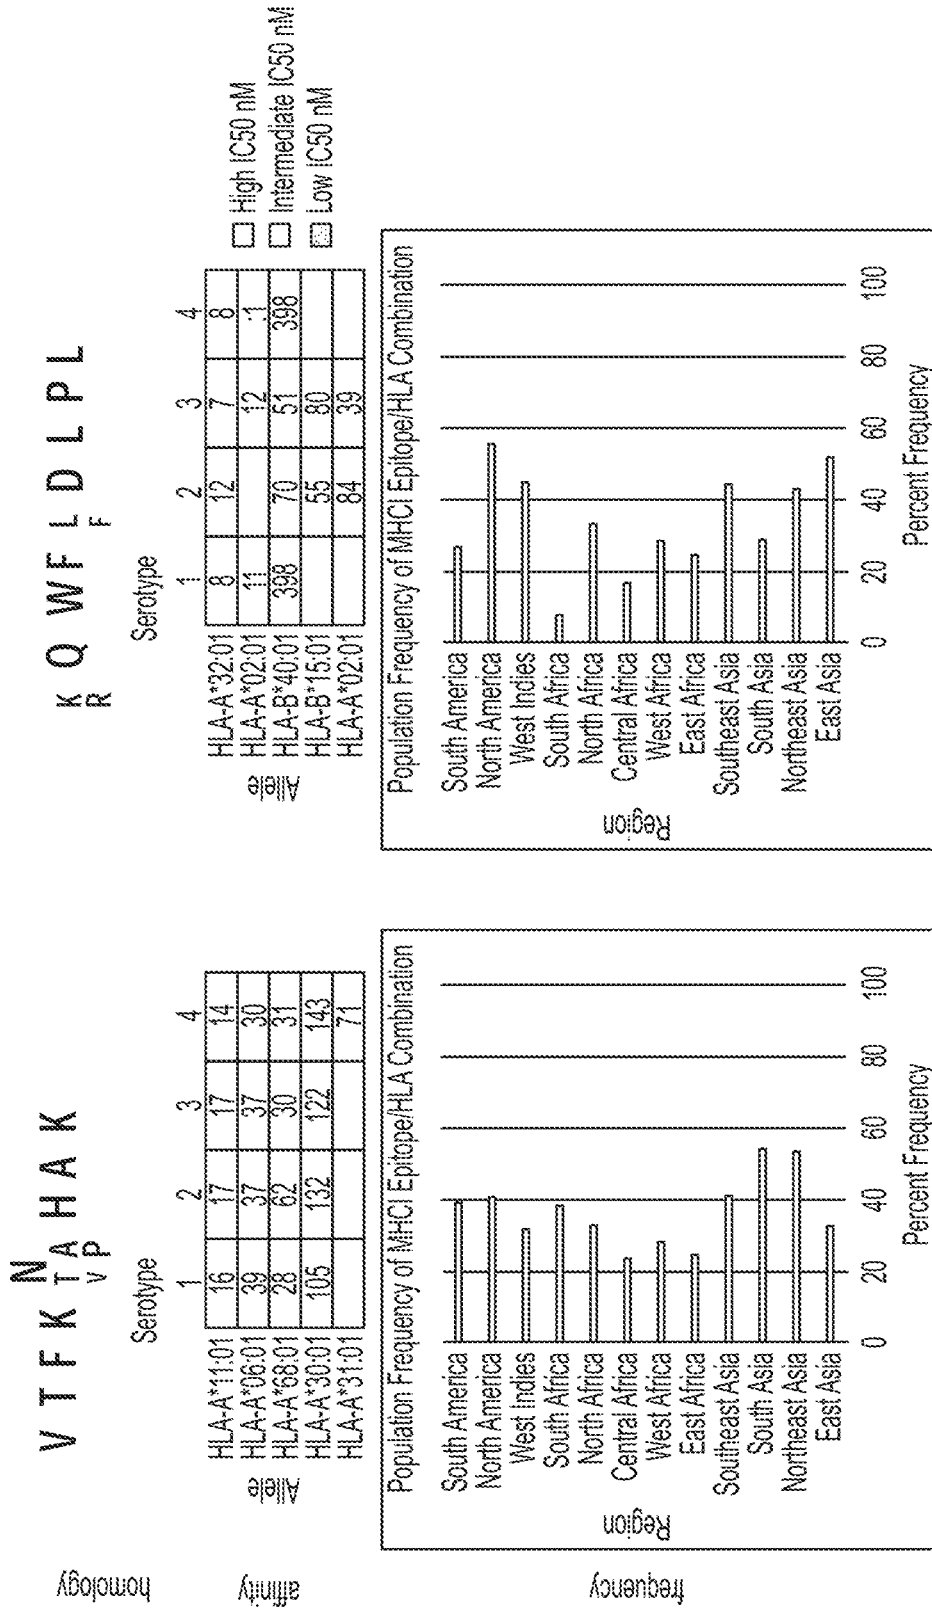 homology
V T F K T A H A K
N
V P
affinity
Serotype
1 2 3 4
Allele
HLA-A*11:01 16 17 17 14
HLA-A*06:01 39 37 37 30
HLA-A*68:01 28 62 30 31
HLA-A*30:01 105 132 122 143
HLA-A*31:01 71
frequency
Population Frequency of MHCI Epitope/HLA Combination
Region
South America
North America
West Indies
South Africa
North Africa
Central Africa
West Africa
East Africa
Southeast Asia
South Asia
Northeast Asia
East Asia
0 20 40 60 80 100
Percent Frequency
K Q W F L D L P L
R F
Serotype
1 2 3 4
Allele
HLA-A*32:01 8 12 7 8
HLA-A*02:01 11 12 :1
HLA-B*40:01 398 70 51 398
HLA-B*15:01 55 80
HLA-A*02:01 84 39
High IC50 nM
Intermediate IC50 nM
Low IC50 nM
Population Frequency of MHCI Epitope/HLA Combination
Region
South America
North America
West Indies
South Africa
North Africa
Central Africa
West Africa
East Africa
Southeast Asia
South Asia
Northeast Asia
East Asia
0 20 40 60 80 100
Percent Frequency